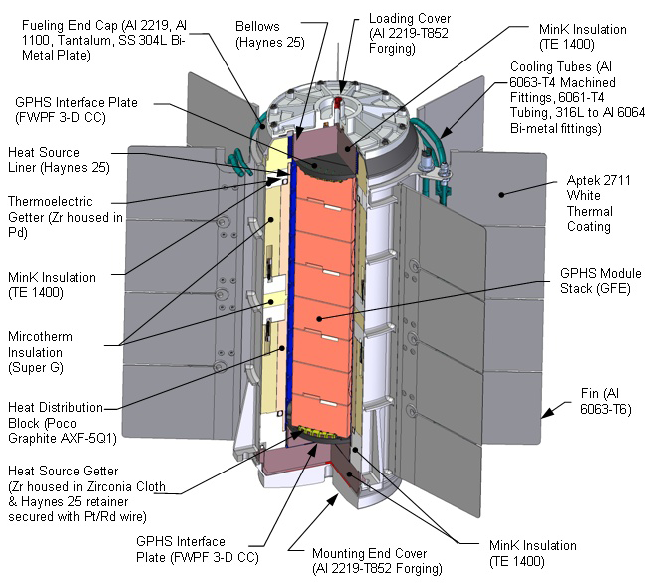 Fueling End Cap (Al 2219, Al
1100, Tantalum, SS 304L Bi-
Metal Plate)
Bellows
(Haynes 25)
Loading Cover
(Al 2219-T852
Forging)
MinK Insulation
(TE 1400)
Cooling Tubes (Al
6063-T4 Machined
Fittings, 6061-T4
Tubing, 316L to Al 6064
Bi-metal fittings)
GPHS Interface Plate
(FWPF 3-D CC)
Heat Source
Liner (Haynes 25)
Thermoelectric
Getter (Zr housed in
Pd)
Aptek 2711
White
Thermal
Coating
MinK Insulation
(TE 1400)
GPHS Module
Stack (GFE)
Mircotherm
Insulation
(Super G)
Heat Distribution
Block (Poco
Graphite AXF-5Q1)
Fin (Al
6063-T6)
Heat Source Getter
(Zr housed in Zirconia Cloth
& Haynes 25 retainer
secured with Pt/Rd wire)
GPHS Interface
Plate (FWPF 3-D CC)
Mounting End Cover
(Al 2219-T852 Forging)
MinK Insulation
(TE 1400)